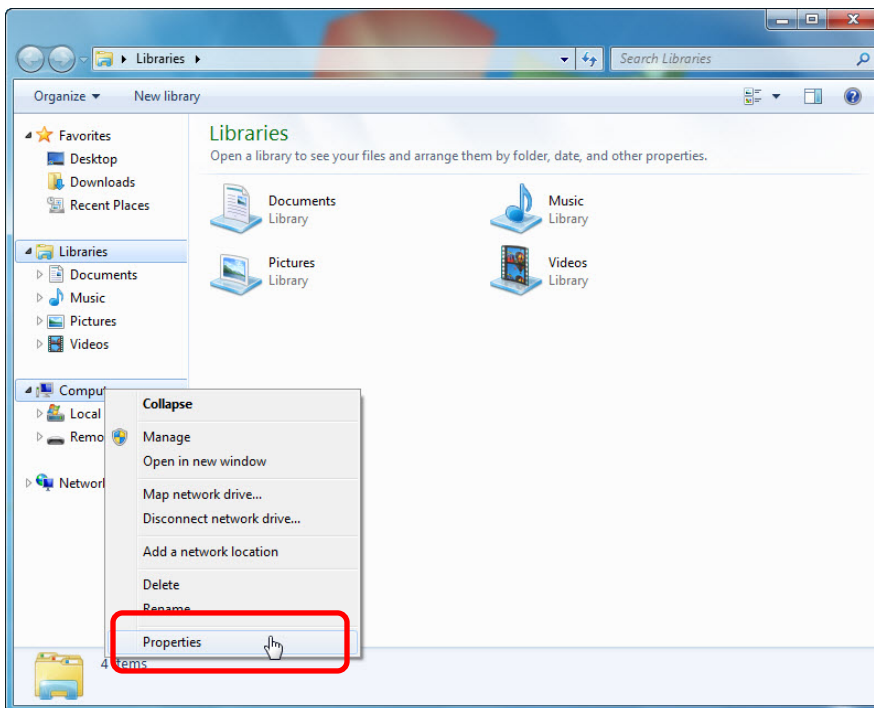 Libraries
Search Libraries
Organize
New library
Favorites
Desktop
Downloads
Recent Places
Libraries
Documents
Music
Pictures
Videos
Local
Libraries
Open a library to see your files and arrange them by folder, date, and other properties.
Documents
Library
Music
Library
Pictures
Library
Videos
Library
Collapse
Manage
Open in new window
Map network drive...
Disconnect network drive...
Add a network location
Delete
Rename
Properties
4 items